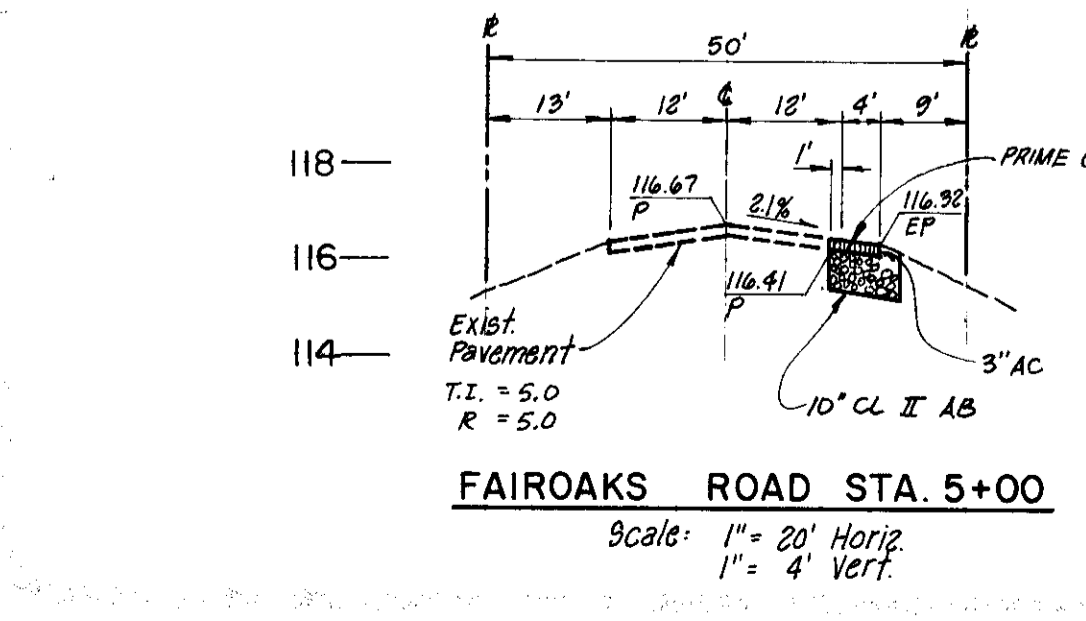 50'
13' 12' ℄ 12' 4' 9'
118
1'
PRIME
116.67
P
2.1%
116.32
EP
116
116.41
P
Exist.
Pavement
114
3" AC
T.I. = 5.0
R = 5.0
10" CL II AB
FAIROAKS ROAD STA. 5+00
Scale: 1" = 20' Horiz.
1" = 4' Vert.